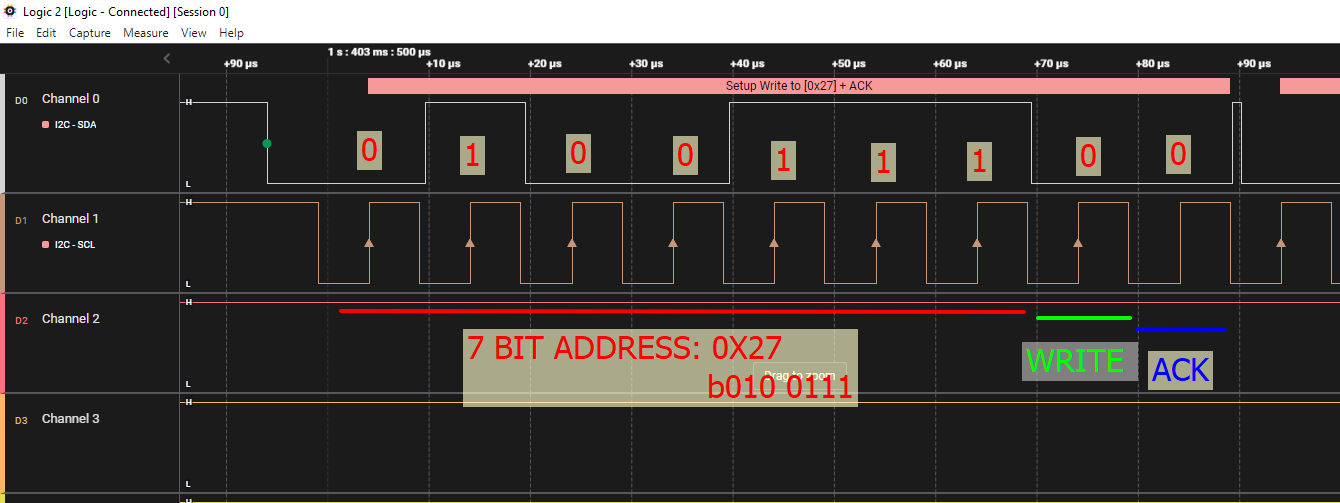 Logic 2 [Logic - Connected] [Session 0]
File Edit Capture Measure View Help
1 s : 403 ms : 500 µs
+90 µs +10 µs +20 µs +30 µs +40 µs +50 µs +60 µs +70 µs +80 µs +90 µs
Setup Write to [0x27] + ACK
D0 Channel 0 H
I2C - SDA
0 1 0 0 1 1 1 0 0
L
H
D1 Channel 1
I2C - SCL
L
H
D2 Channel 2
7 BIT ADDRESS: 0X27
WRITE
ACK
Drag to zoom
b010 0111
L
H
D3 Channel 3
L
H